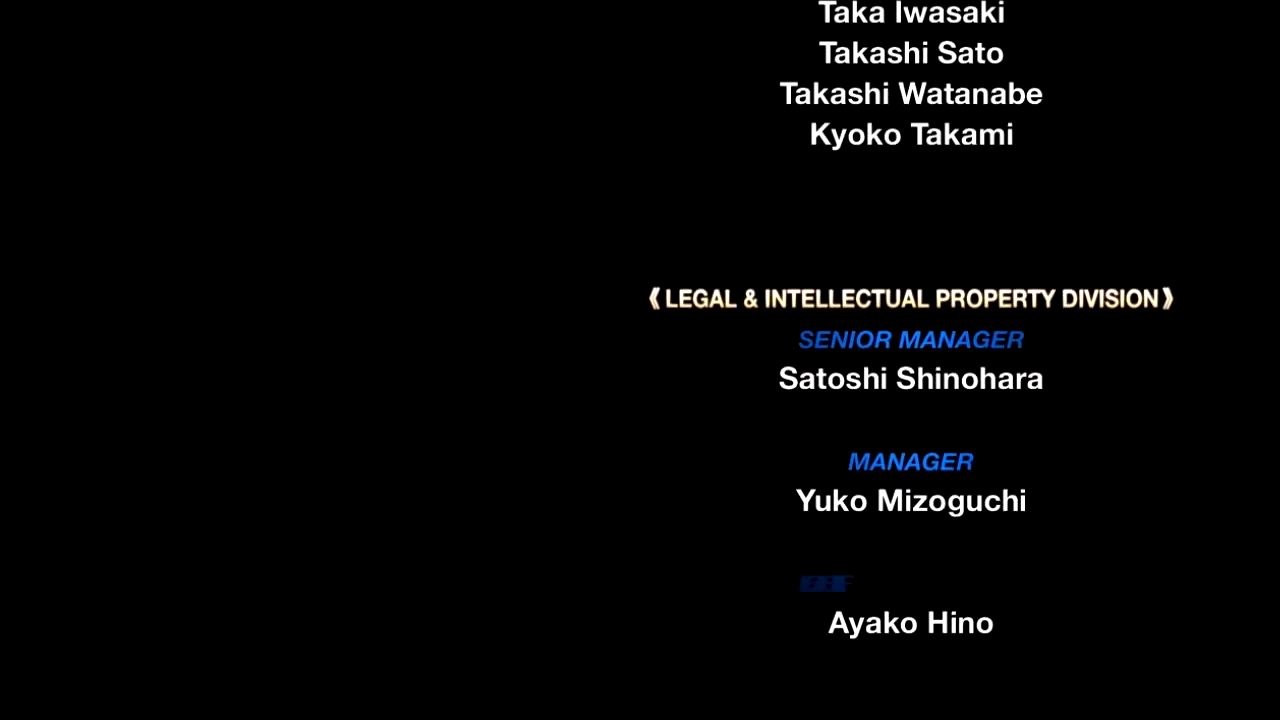 Taka Iwasaki
Takashi Sato
Takashi Watanabe
Kyoko Takami
《LEGAL & INTELLECTUAL PROPERTY DIVISION》
SENIOR MANAGER
Satoshi Shinohara
MANAGER
Yuko Mizoguchi
Ayako Hino